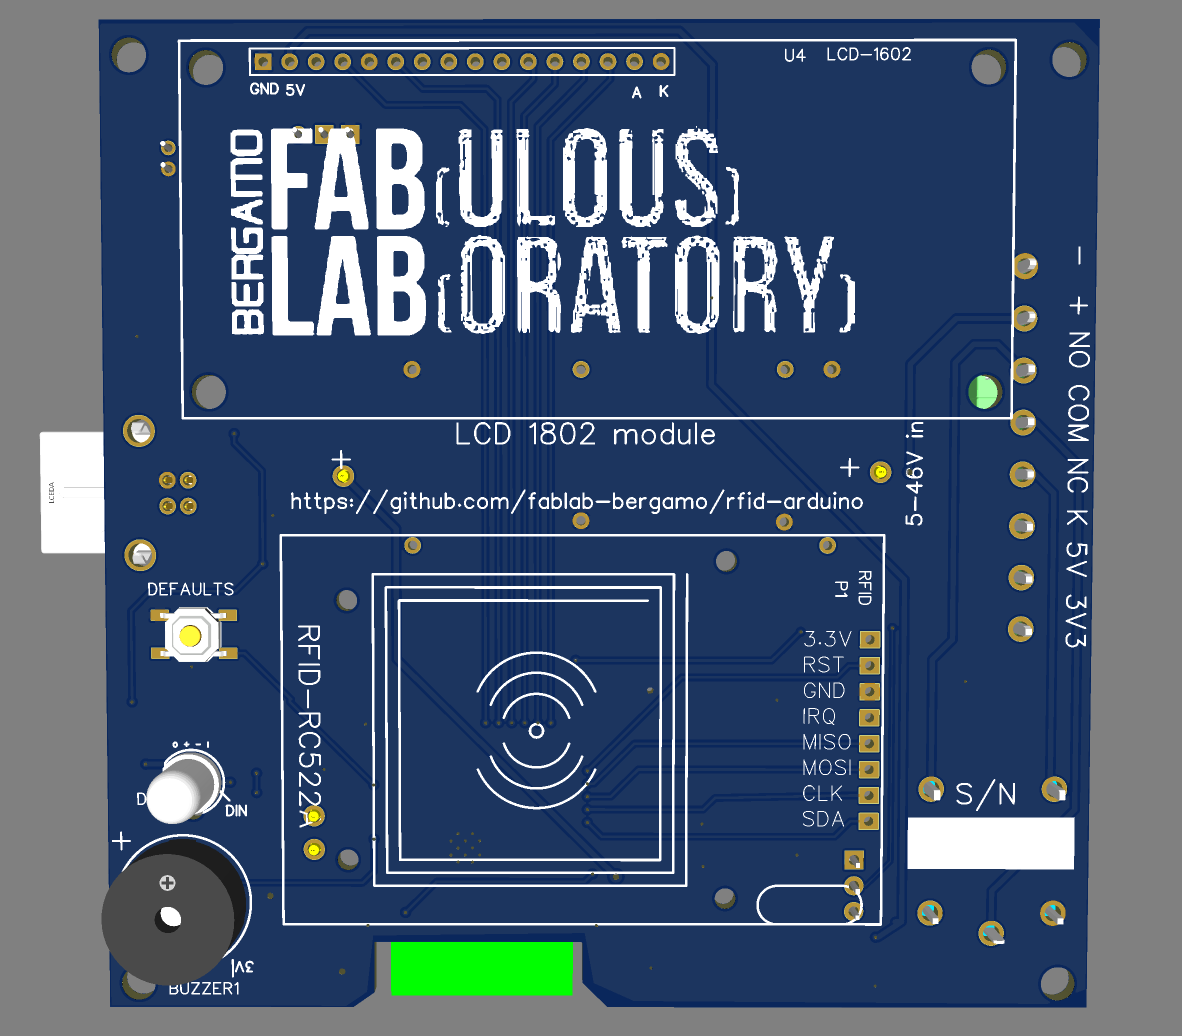 U4 LCD-1602
GND 5V
A K
BERGAMO
FAB(ULOUS)
LAB(ORATORY)
- + NO COM NC K 5V 3V3
LCD 1802 module
+
+
5-46V in
https://github.com/fablab-bergamo/rfid-arduino
LCEDA
DEFAULTS
RFID
P1
RFID-RC522A
3.3V
RST
GND
IRQ
MISO
MOSI
CLK
SDA
0 + - I
D
DIN
S/N
+
3V
BUZZER1